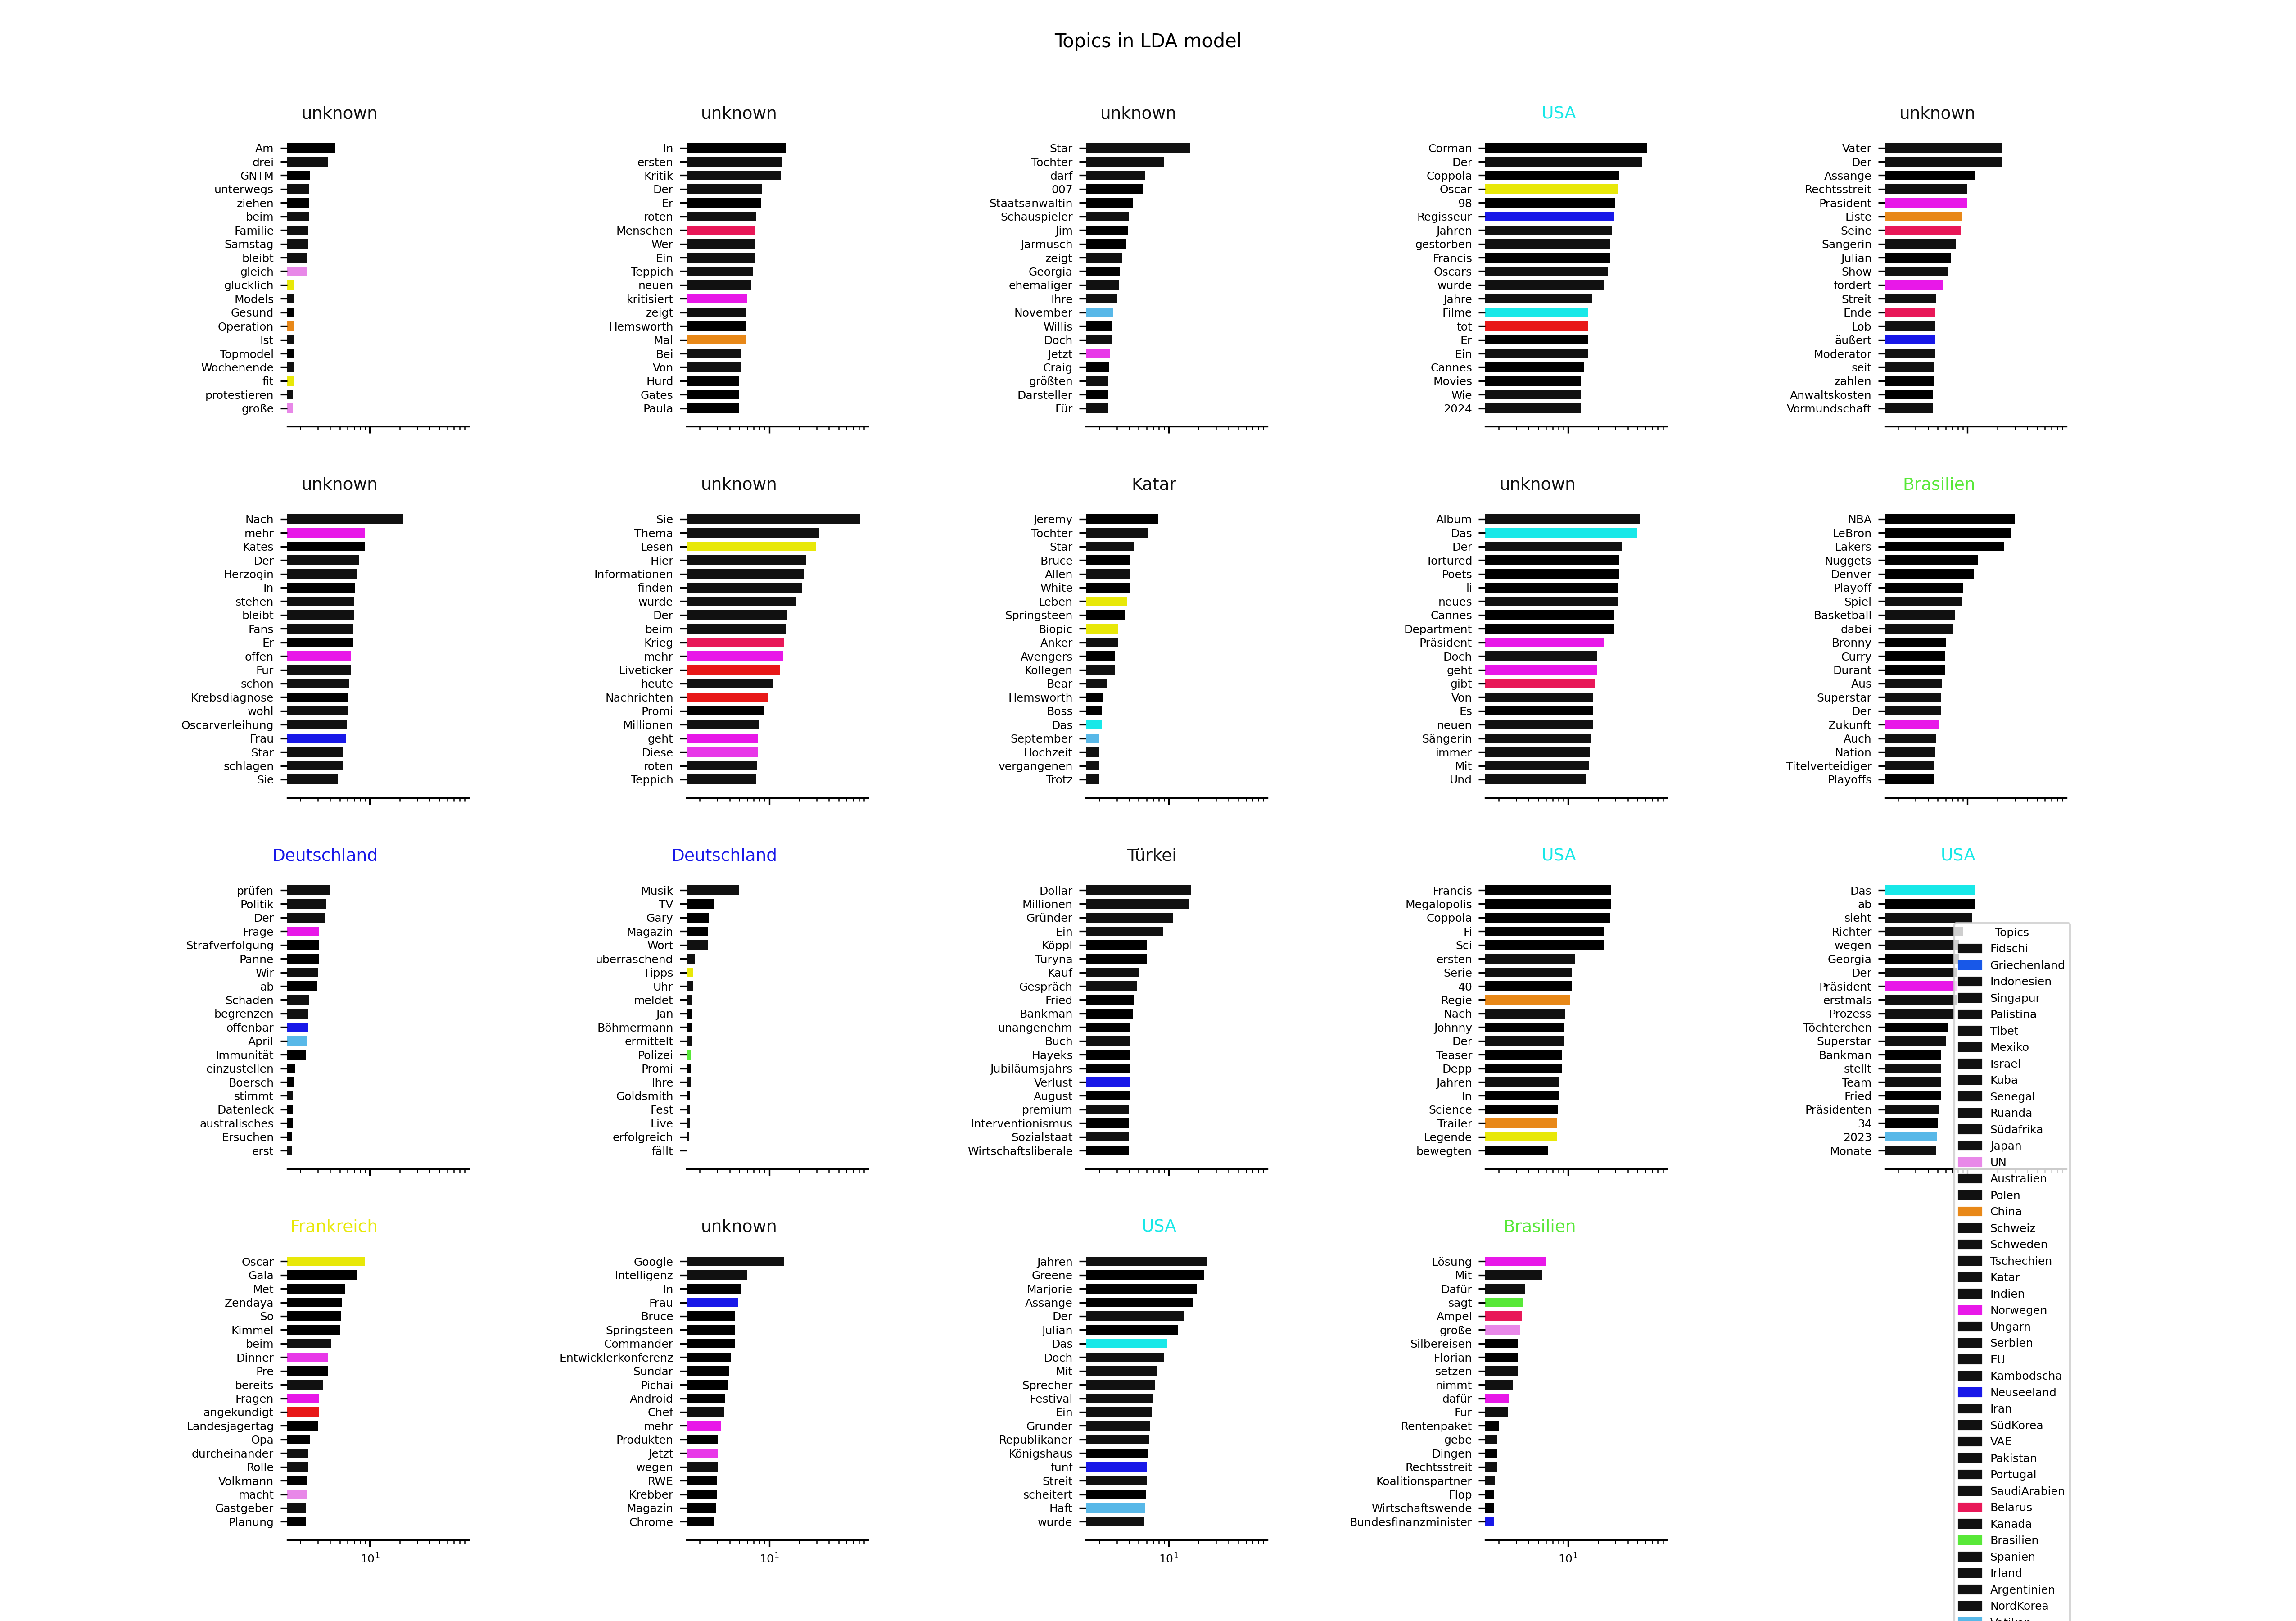 Topics in LDA model
unknown
Am
drei
GNTM
unterwegs
ziehen
beim
Familie
Samstag
bleibt
gleich
glücklich
Models
Gesund
Operation
Ist
Topmodel
Wochenende
fit
protestieren
große
unknown
In
ersten
Kritik
Der
Er
roten
Menschen
Wer
Ein
Teppich
neuen
kritisiert
zeigt
Hemsworth
Mal
Bei
Von
Hurd
Gates
Paula
unknown
Star
Tochter
darf
007
Staatsanwältin
Schauspieler
Jim
Jarmusch
zeigt
Georgia
ehemaliger
Ihre
November
Willis
Doch
Jetzt
Craig
größten
Darsteller
Für
USA
Corman
Der
Coppola
Oscar
98
Regisseur
Jahren
gestorben
Francis
Oscars
wurde
Jahre
Filme
tot
Er
Ein
Cannes
Movies
Wie
2024
unknown
Vater
Der
Assange
Rechtsstreit
Präsident
Liste
Seine
Sängerin
Julian
Show
fordert
Streit
Ende
Lob
äußert
Moderator
seit
zahlen
Anwaltskosten
Vormundschaft
unknown
Nach
mehr
Kates
Der
Herzogin
In
stehen
bleibt
Fans
Er
offen
Für
schon
Krebsdiagnose
wohl
Oscarverleihung
Frau
Star
schlagen
Sie
unknown
Sie
Thema
Lesen
Hier
Informationen
finden
wurde
Der
beim
Krieg
mehr
Liveticker
heute
Nachrichten
Promi
Millionen
geht
Diese
roten
Teppich
Katar
Jeremy
Tochter
Star
Bruce
Allen
White
Leben
Springsteen
Biopic
Anker
Avengers
Kollegen
Bear
Hemsworth
Boss
Das
September
Hochzeit
vergangenen
Trotz
unknown
Album
Das
Der
Tortured
Poets
li
neues
Cannes
Department
Präsident
Doch
geht
gibt
Von
Es
neuen
Sängerin
immer
Mit
Und
Brasilien
NBA
LeBron
Lakers
Nuggets
Denver
Playoff
Spiel
Basketball
dabei
Bronny
Curry
Durant
Aus
Superstar
Der
Zukunft
Auch
Nation
Titelverteidiger
Playoffs
Deutschland
prüfen
Politik
Der
Frage
Strafverfolgung
Panne
Wir
ab
Schaden
begrenzen
offenbar
April
Immunität
einzustellen
Boersch
stimmt
Datenleck
australisches
Ersuchen
erst
Deutschland
Musik
TV
Gary
Magazin
Wort
überraschend
Tipps
Uhr
meldet
Jan
Böhmermann
ermittelt
Polizei
Promi
Ihre
Goldsmith
Fest
Live
erfolgreich
fällt
Türkei
Dollar
Millionen
Gründer
Ein
Köppl
Turyna
Kauf
Gespräch
Fried
Bankman
unangenehm
Buch
Hayeks
Jubiläumsjahrs
Verlust
August
premium
Interventionismus
Sozialstaat
Wirtschaftsliberale
USA
Francis
Megalopolis
Coppola
Fi
Sci
ersten
Serie
40
Regie
Nach
Johnny
Der
Teaser
Depp
Jahren
In
Science
Trailer
Legende
bewegten
USA
Das
ab
sieht
Richter
wegen
Georgia
Der
Präsident
erstmals
Prozess
Töchterchen
Superstar
Bankman
stellt
Team
Fried
Präsidenten
34
2023
Monate
Frankreich
Oscar
Gala
Met
Zendaya
So
Kimmel
beim
Dinner
Pre
bereits
Fragen
angekündigt
Landesjägertag
Opa
durcheinander
Rolle
Volkmann
macht
Gastgeber
Planung
10¹
unknown
Google
Intelligenz
In
Frau
Bruce
Springsteen
Commander
Entwicklerkonferenz
Sundar
Pichai
Android
Chef
mehr
Produkten
Jetzt
wegen
RWE
Krebber
Magazin
Chrome
10¹
USA
Jahren
Greene
Marjorie
Assange
Der
Julian
Das
Doch
Mit
Sprecher
Festival
Ein
Gründer
Republikaner
Königshaus
fünf
Streit
scheitert
Haft
wurde
10¹
Brasilien
Lösung
Mit
Dafür
sagt
Ampel
große
Silbereisen
Florian
setzen
nimmt
dafür
Für
Rentenpaket
gebe
Dingen
Rechtsstreit
Koalitionspartner
Flop
Wirtschaftswende
Bundesfinanzminister
10¹
Topics
Fidschi
Griechenland
Indonesien
Singapur
Palistina
Tibet
Mexiko
Israel
Kuba
Senegal
Ruanda
Südafrika
Japan
UN
Australien
Polen
China
Schweiz
Schweden
Tschechien
Katar
Indien
Norwegen
Ungarn
Serbien
EU
Kambodscha
Neuseeland
Iran
SüdKorea
VAE
Pakistan
Portugal
SaudiArabien
Belarus
Kanada
Brasilien
Spanien
Irland
Argentinien
NordKorea